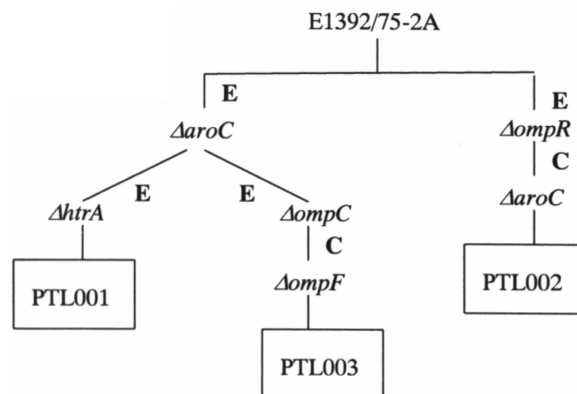 E1392/75-2A
E E
ΔaroC ΔompR
C
E E
ΔhtrA ΔompC ΔaroC
C
PTL001 ΔompF PTL002
PTL003